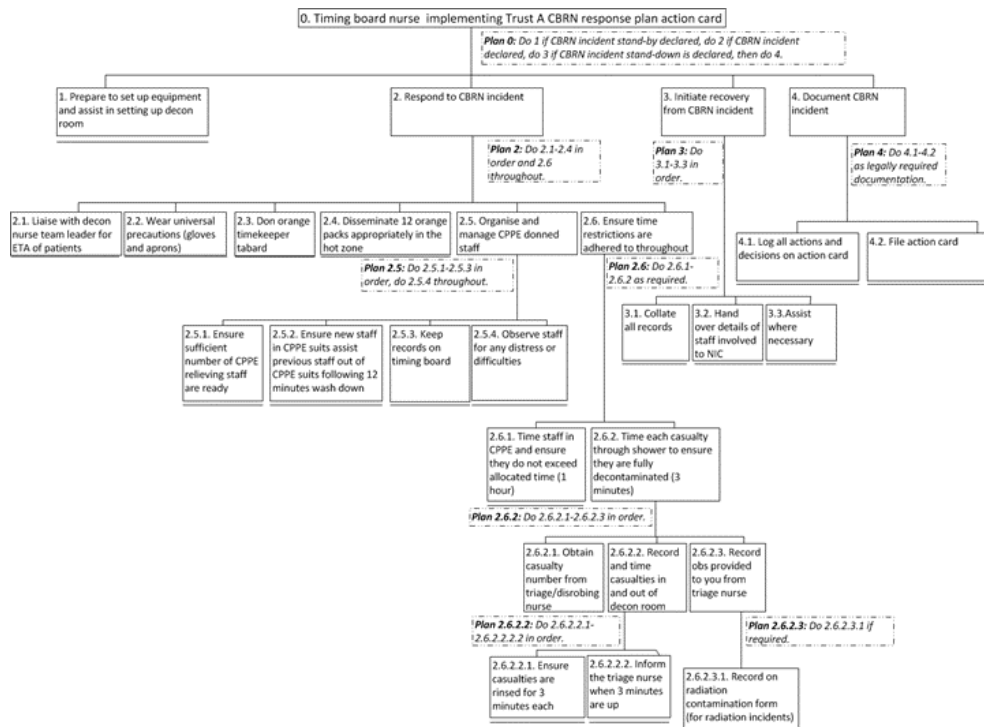 0. Timing board nurse implementing Trust A CBRN response plan action card
Plan 0: Do 1 if CBRN incident stand-by declared, do 2 if CBRN incident
declared, do 3 if CBRN incident stand-down is declared, then do 4.
1. Prepare to set up equipment
and assist in setting up decon
room
2. Respond to CBRN incident
3. Initiate recovery
from CBRN incident
4. Document CBRN
incident
Plan 2: Do 2.1-2.4 in
order and 2.6
throughout.
Plan 3: Do
3.1-3.3 in
order.
Plan 4: Do 4.1-4.2
as legally required
documentation.
2.1. Liaise with decon
nurse team leader for
ETA of patients
2.2. Wear universal
precautions (gloves
and aprons)
2.3. Don orange
timekeeper
tabard
2.4. Disseminate 12 orange
packs appropriately in the
hot zone
2.5. Organise and
manage CPPE donned
staff
2.6. Ensure time
restrictions are
adhered to throughout
4.1. Log all actions and
decisions on action card
4.2. File action card
Plan 2.5: Do 2.5.1-2.5.3 in
order, do 2.5.4 throughout.
Plan 2.6: Do 2.6.1-
2.6.2 as required.
3.1. Collate
all records
3.2. Hand
over details of
staff involved
to NIC
3.3.Assist
where
necessary
2.5.1. Ensure
sufficient
number of CPPE
relieving staff
are ready
2.5.2. Ensure new staff
in CPPE suits assist
previous staff out of
CPPE suits following 12
minutes wash down
2.5.3. Keep
records on
timing board
2.5.4. Observe staff
for any distress or
difficulties
2.6.1. Time staff in
CPPE and ensure
they do not exceed
allocated time (1
hour)
2.6.2. Time each casualty
through shower to ensure
they are fully
decontaminated (3
minutes)
Plan 2.6.2: Do 2.6.2.1-2.6.2.3 in order.
2.6.2.1. Obtain
casualty
number from
triage/disrobing
nurse
2.6.2.2. Record
and time
casualties in
and out of
decon room
2.6.2.3. Record
obs provided
to you from
triage nurse
Plan 2.6.2.2: Do 2.6.2.2.1-
2.6.2.2.2.2 in order.
Plan 2.6.2.3: Do 2.6.2.3.1 if
required.
2.6.2.2.1. Ensure
casualties are
rinsed for 3
minutes each
2.6.2.2.2. Inform
the triage nurse
when 3 minutes
are up
2.6.2.3.1. Record on
radiation
contamination form
(for radiation incidents)